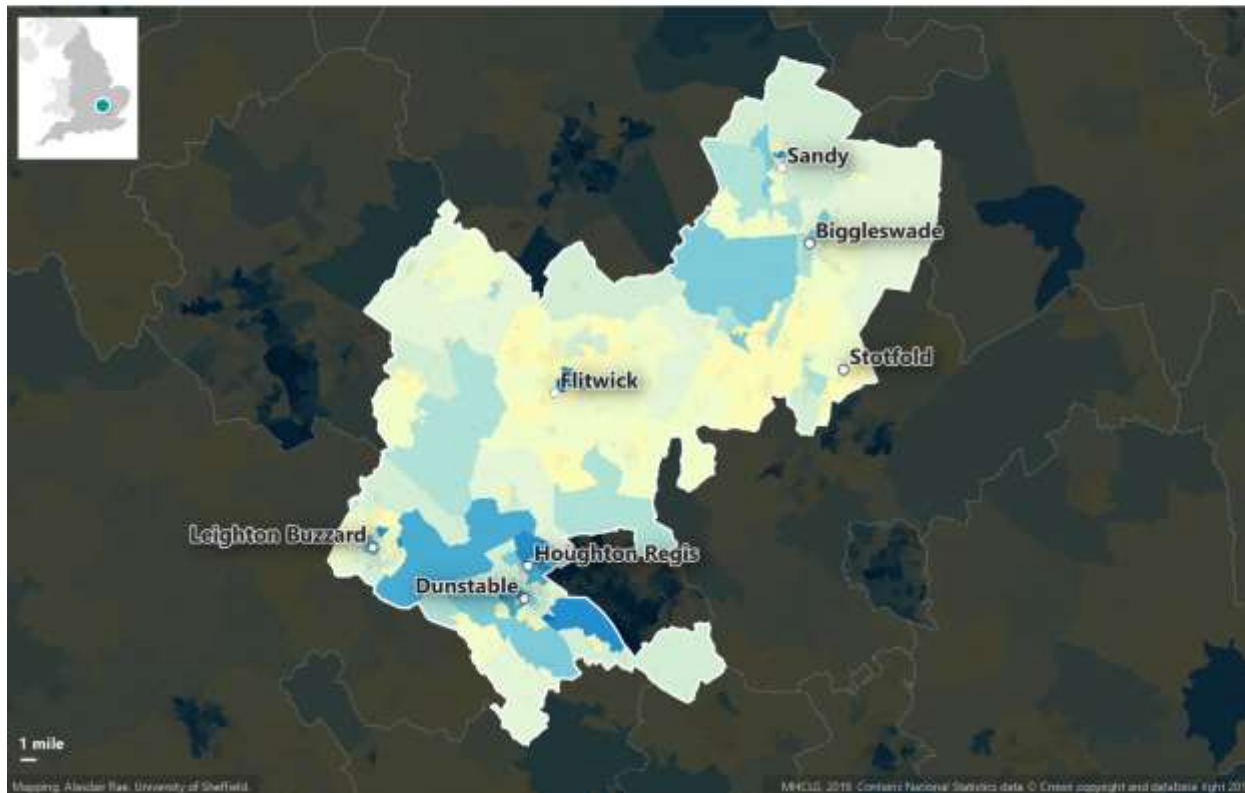 Sandy
Biggleswade
Stotfold
Flitwick
Leighton Buzzard
Houghton Regis
Dunstable
1 mile
Mapping: Alasdair Rae, University of Sheffield.
MHCLG, 2019. Contains National Statistics data. © Crown copyright and database right